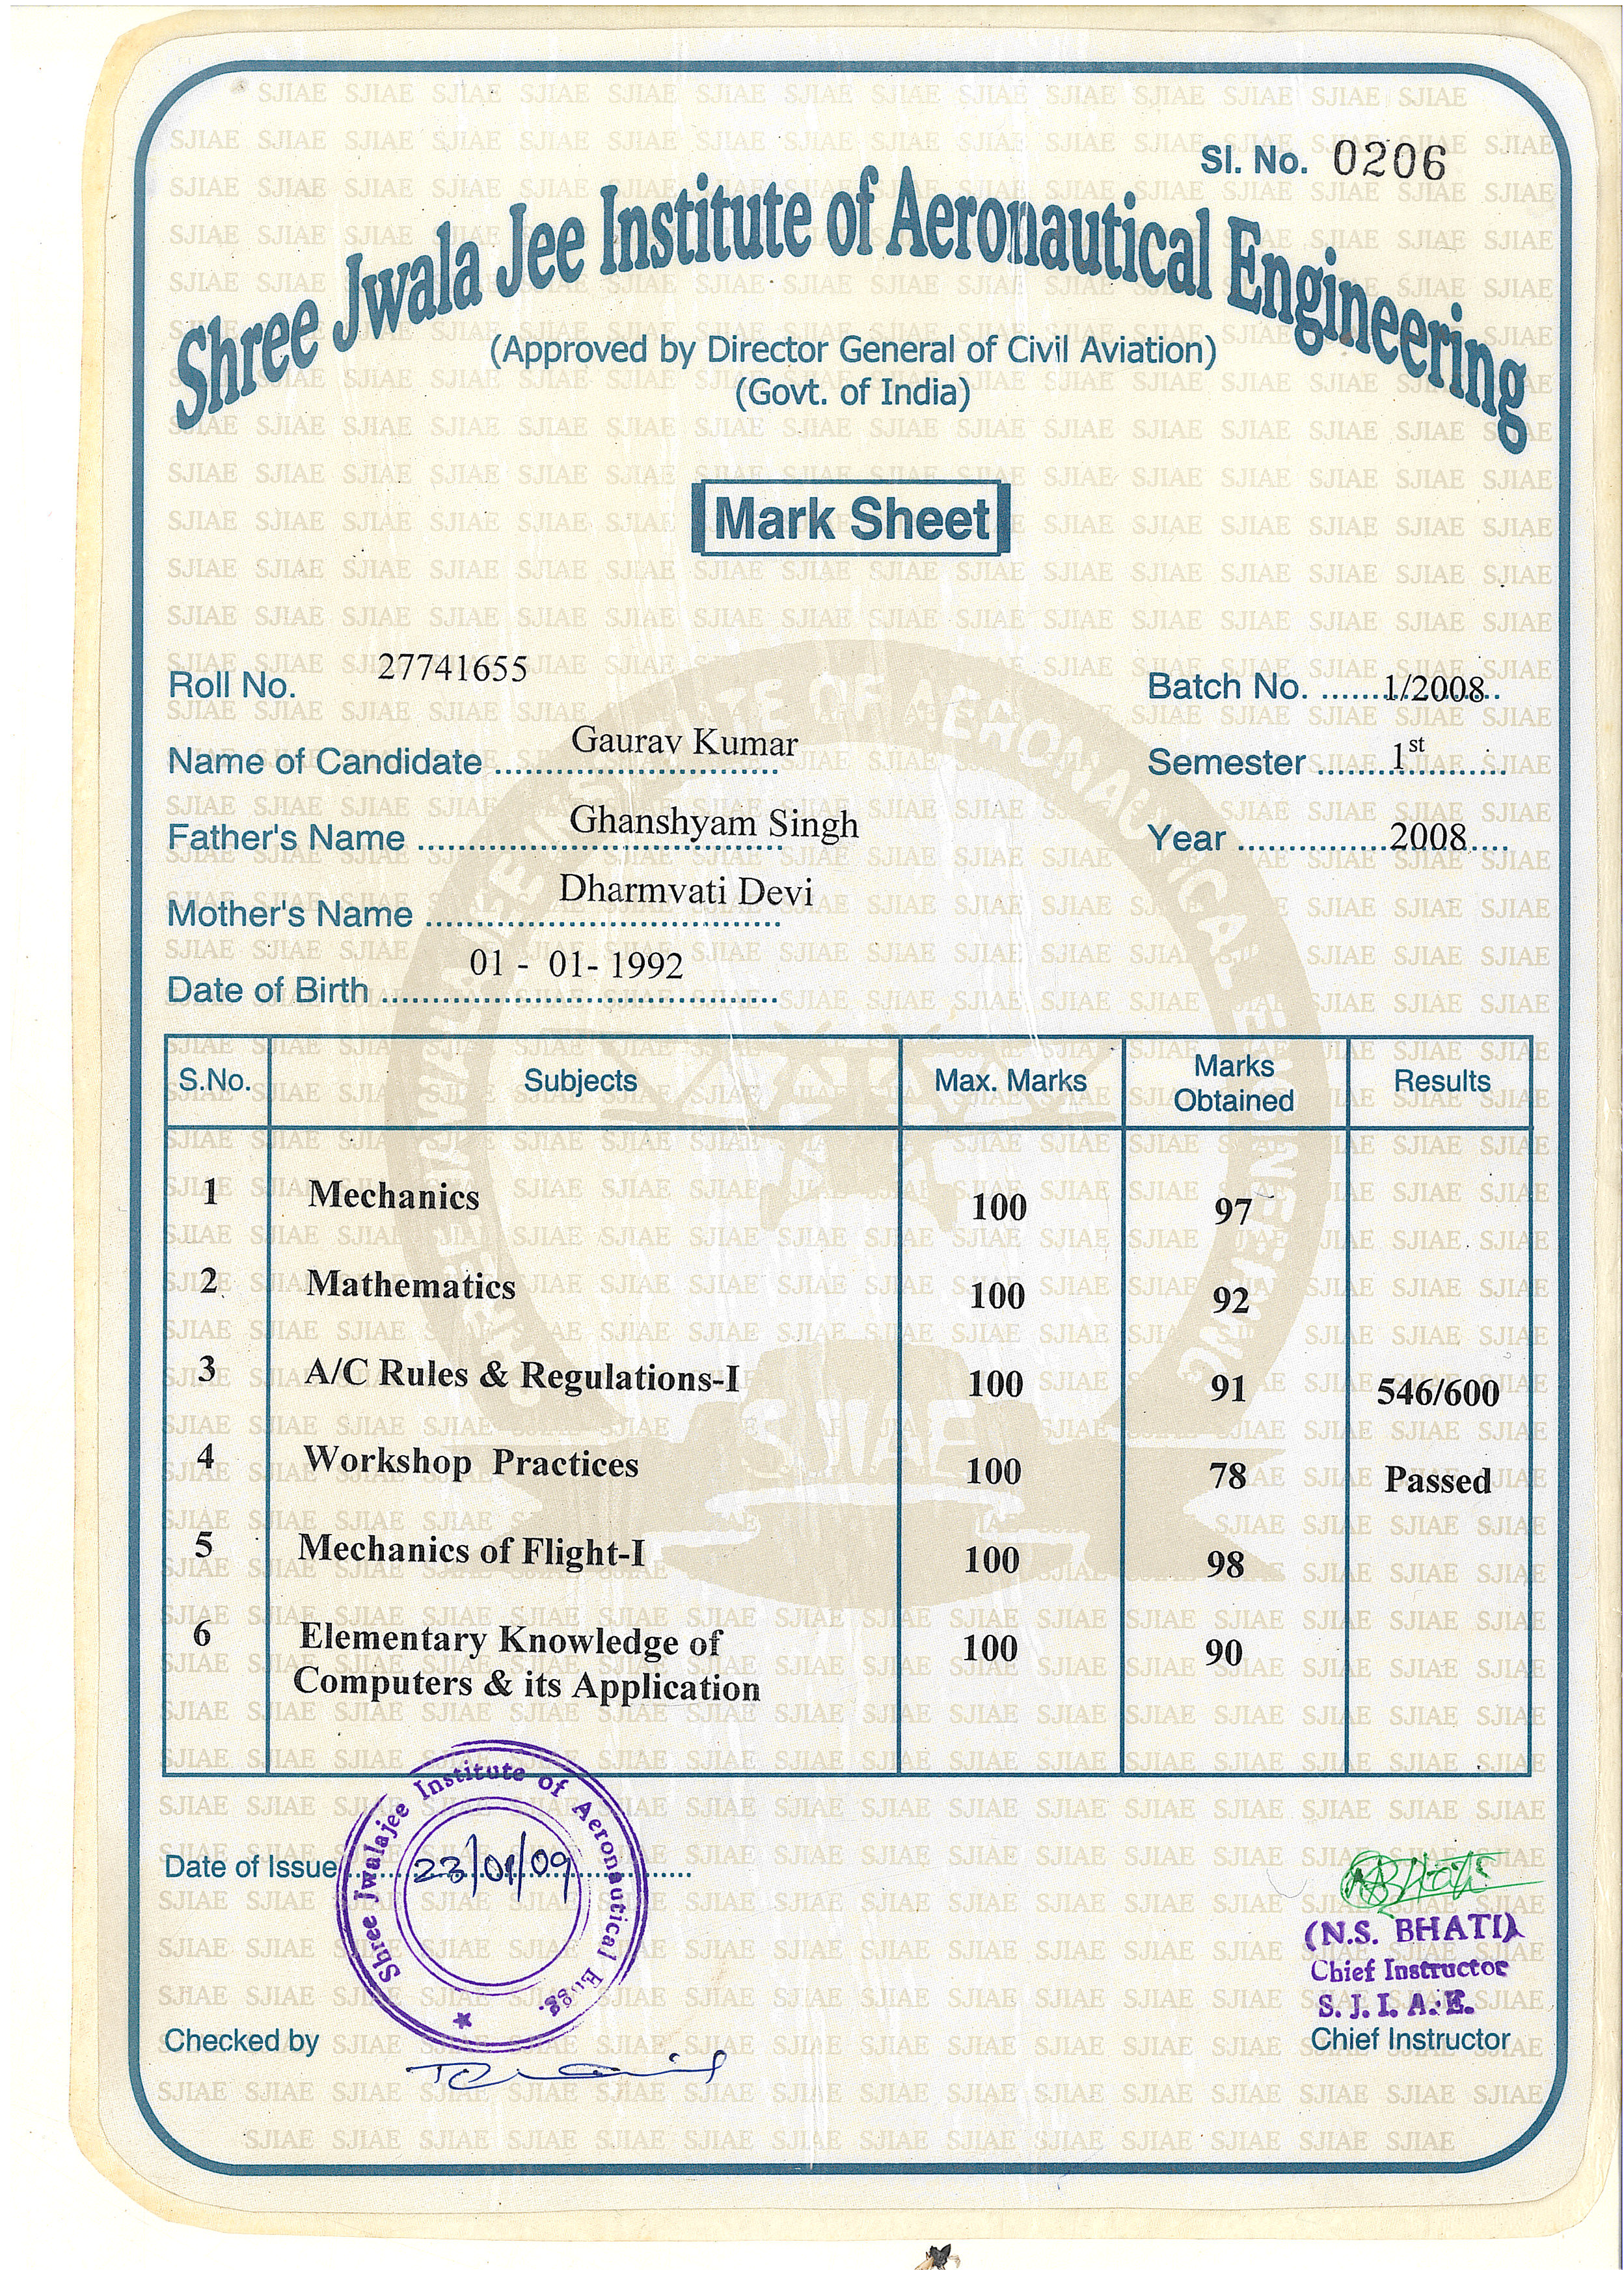 Sl. No. 0206
Shree Jwala Jee Institute of Aeronautical Engineering
(Approved by Director General of Civil Aviation)
(Govt. of India)
Mark Sheet
Roll No. 27741655
Batch No. ....... 1/2008
Name of Candidate ....... Gaurav Kumar
Semester ....... 1st
Father's Name ....... Ghanshyam Singh
Year ....... 2008
Mother's Name ....... Dharmvati Devi
Date of Birth ....... 01 - 01- 1992
S.No. Subjects Max. Marks Marks Obtained Results
1 Mechanics 100 97
2 Mathematics 100 92
3 A/C Rules & Regulations-I 100 91 546/600
4 Workshop Practices 100 78 Passed
5 Mechanics of Flight-I 100 98
6 Elementary Knowledge of
Computers & its Application 100 90
Shree Jwalajee Institute of Aeronautical Engg.
Date of Issue ....... 23/01/09
(N.S. BHATI)
Chief Instructor
S. J. I. A. E.
Checked by
Chief Instructor
SJIAE